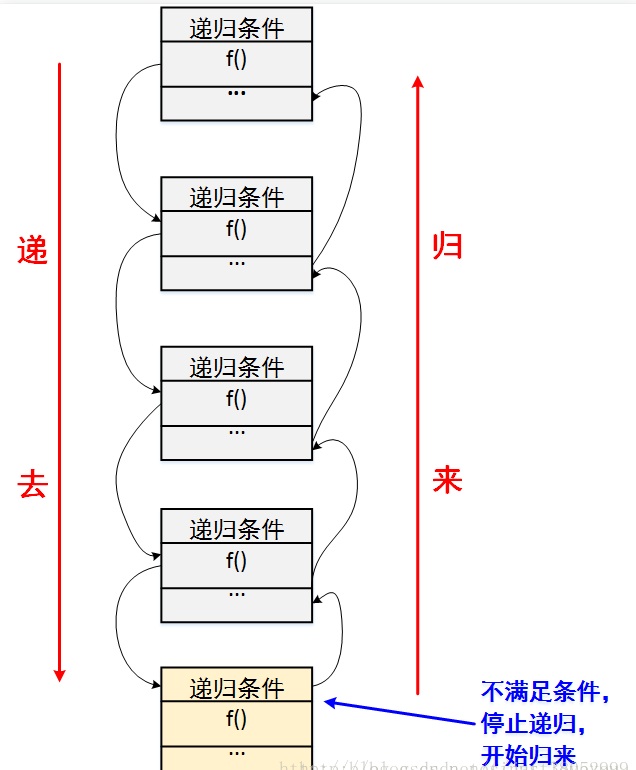 递归条件
f()
...
递归条件
f()
...
递
归
递归条件
f()
...
去
来
递归条件
f()
...
递归条件
f()
...
不满足条件，
停止递归，
开始归来